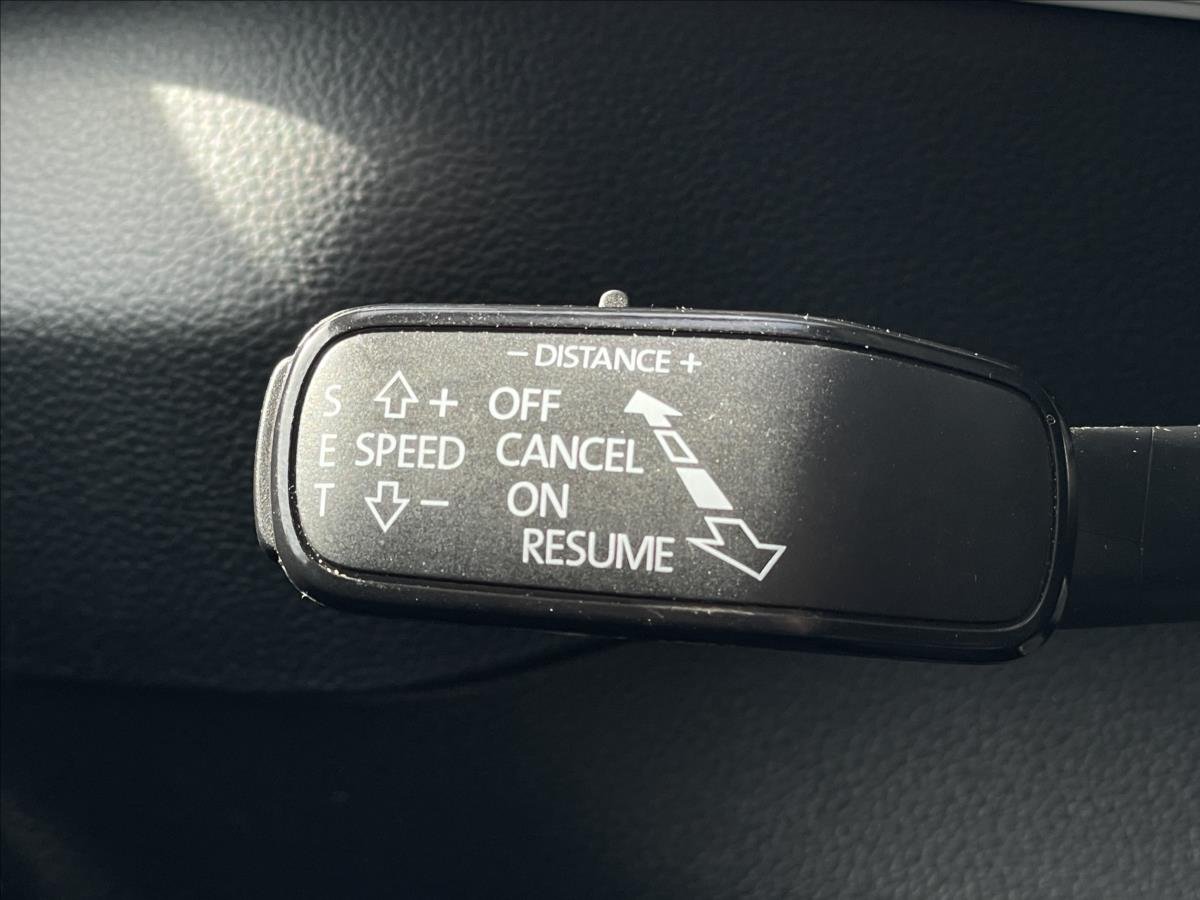 − DISTANCE +
S + OFF
E SPEED CANCEL
T − ON
RESUME